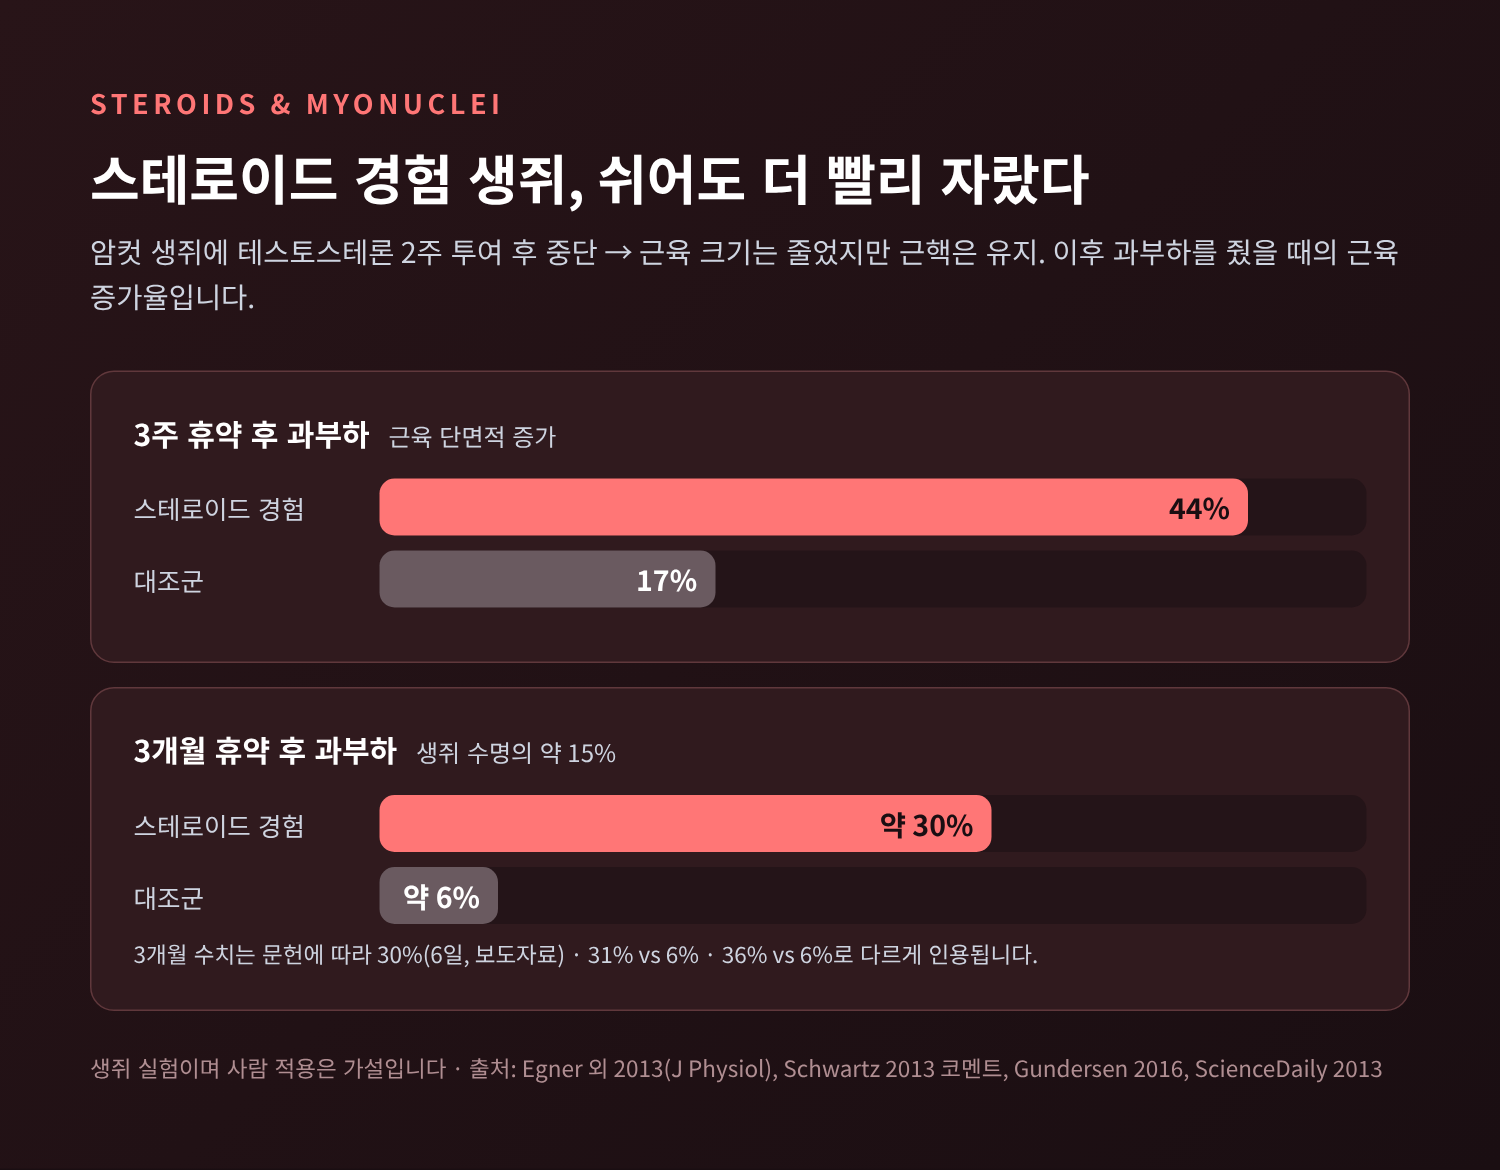 STEROIDS & MYONUCLEI
스테로이드 경험 생쥐, 쉬어도 더 빨리 자랐다
암컷 생쥐에 테스토스테론 2주 투여 후 중단 → 근육 크기는 줄었지만 근핵은 유지. 이후 과부하를 줬을 때의 근육
증가율입니다.
3주 휴약 후 과부하 근육 단면적 증가
스테로이드 경험 44%
대조군 17%
3개월 휴약 후 과부하 생쥐 수명의 약 15%
스테로이드 경험 약 30%
대조군 약 6%
3개월 수치는 문헌에 따라 30%(6일, 보도자료) · 31% vs 6% · 36% vs 6%로 다르게 인용됩니다.
생쥐 실험이며 사람 적용은 가설입니다 · 출처: Egner 외 2013(J Physiol), Schwartz 2013 코멘트, Gundersen 2016, ScienceDaily 2013